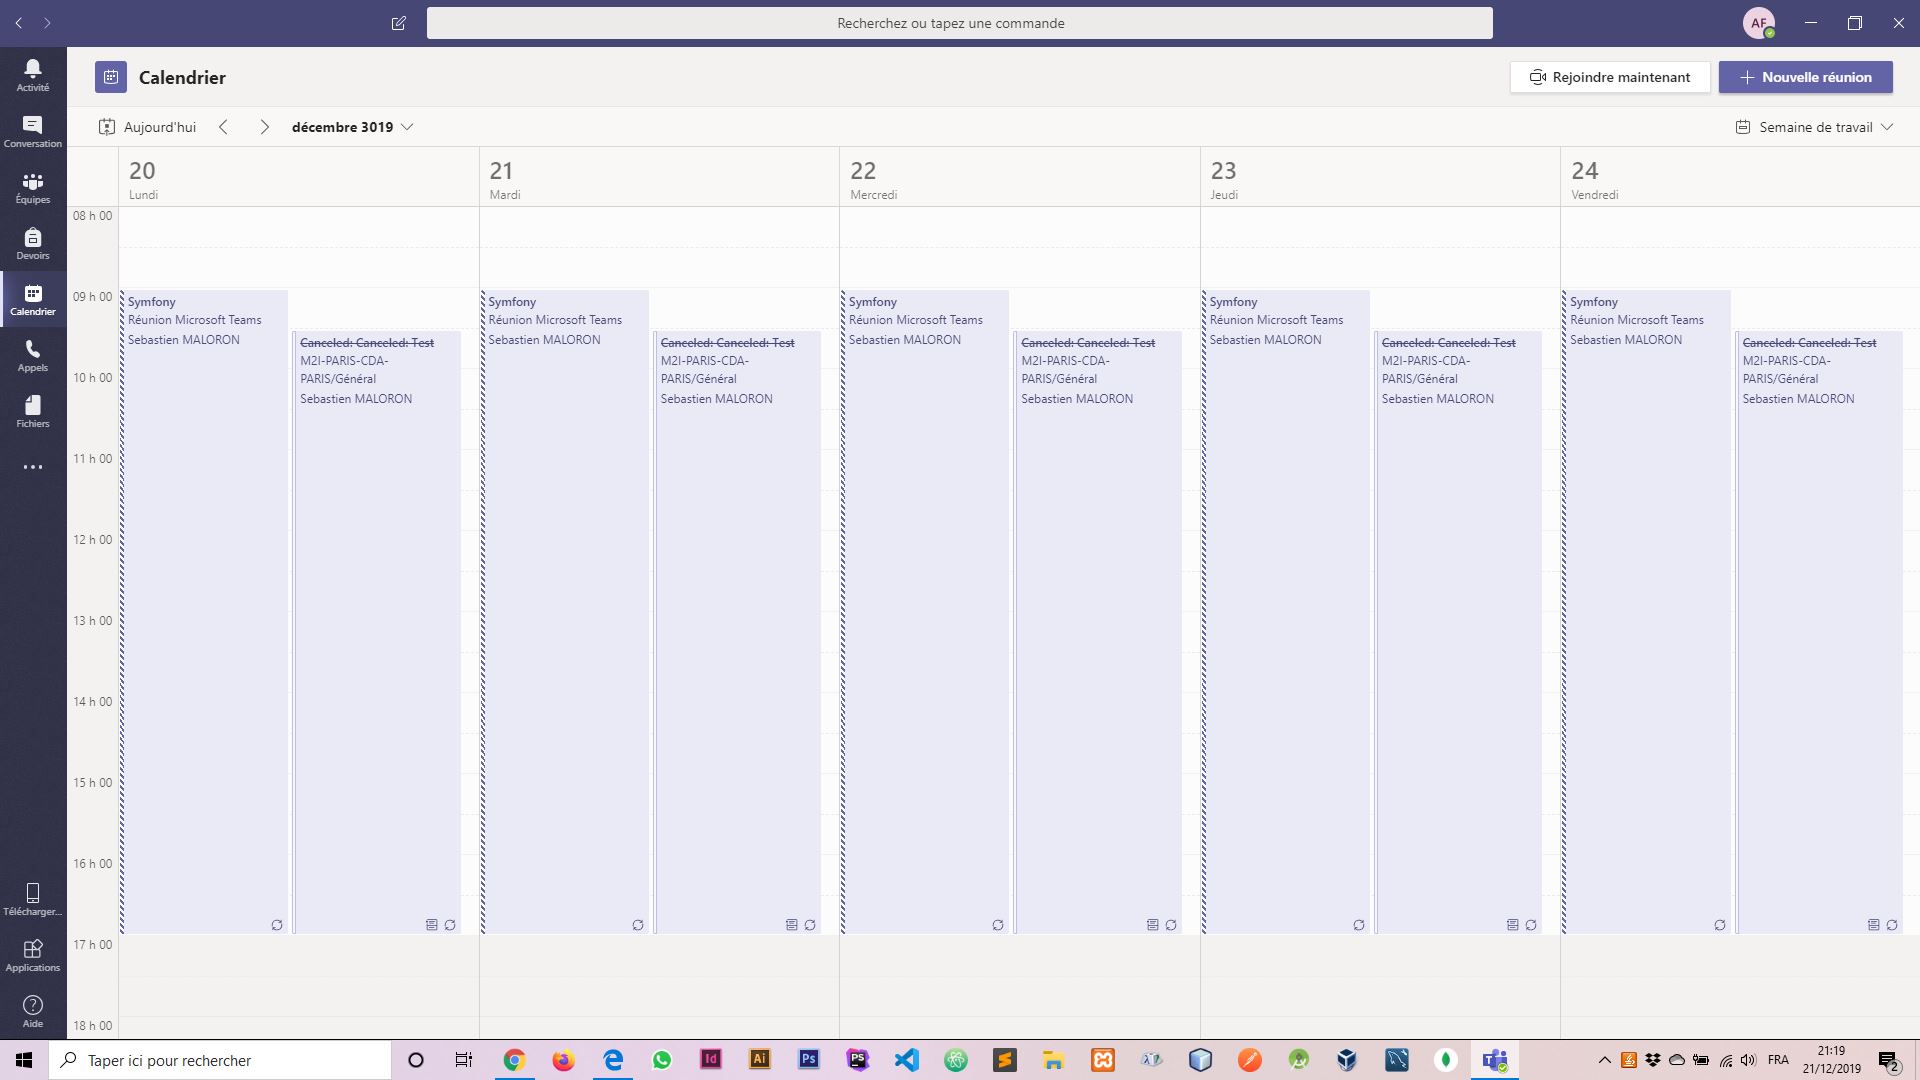 Recherchez ou tapez une commande
AF
Calendrier
Rejoindre maintenant
Nouvelle réunion
Aujourd'hui
décembre 3019
Semaine de travail
Activité
Conversation
Équipes
Devoirs
Calendrier
Appels
Fichiers
Télécharger...
Applications
Aide
20
Lundi
21
Mardi
22
Mercredi
23
Jeudi
24
Vendredi
08 h 00
09 h 00
10 h 00
11 h 00
12 h 00
13 h 00
14 h 00
15 h 00
16 h 00
17 h 00
18 h 00
Symfony
Réunion Microsoft Teams
Sebastien MALORON
Canceled: Canceled: Test
M2I-PARIS-CDA-
PARIS/Général
Sebastien MALORON
Symfony
Réunion Microsoft Teams
Sebastien MALORON
Canceled: Canceled: Test
M2I-PARIS-CDA-
PARIS/Général
Sebastien MALORON
Symfony
Réunion Microsoft Teams
Sebastien MALORON
Canceled: Canceled: Test
M2I-PARIS-CDA-
PARIS/Général
Sebastien MALORON
Symfony
Réunion Microsoft Teams
Sebastien MALORON
Canceled: Canceled: Test
M2I-PARIS-CDA-
PARIS/Général
Sebastien MALORON
Symfony
Réunion Microsoft Teams
Sebastien MALORON
Canceled: Canceled: Test
M2I-PARIS-CDA-
PARIS/Général
Sebastien MALORON
Taper ici pour rechercher
Id
Ai
Ps
PS
FRA
21:19
21/12/2019
2